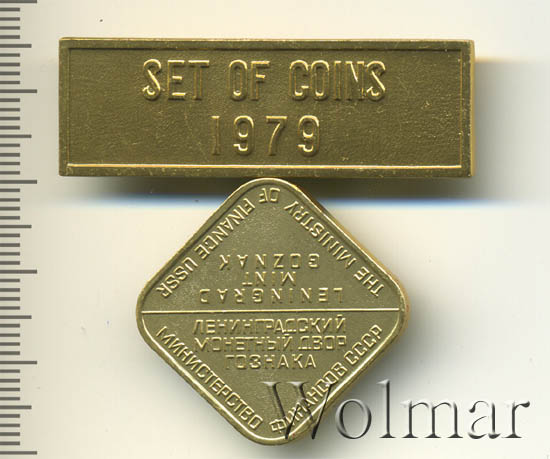 SET OF COINS
1979
THE MINISTRY OF FINANCE USSR
LENINGRAD
MINT
GOZNAK
ЛЕНИНГРАДСКИЙ
МОНЕТНЫЙ ДВОР
ГОЗНАКА
МИНИСТЕРСТВО ФИНАНСОВ СССР
Wolmar